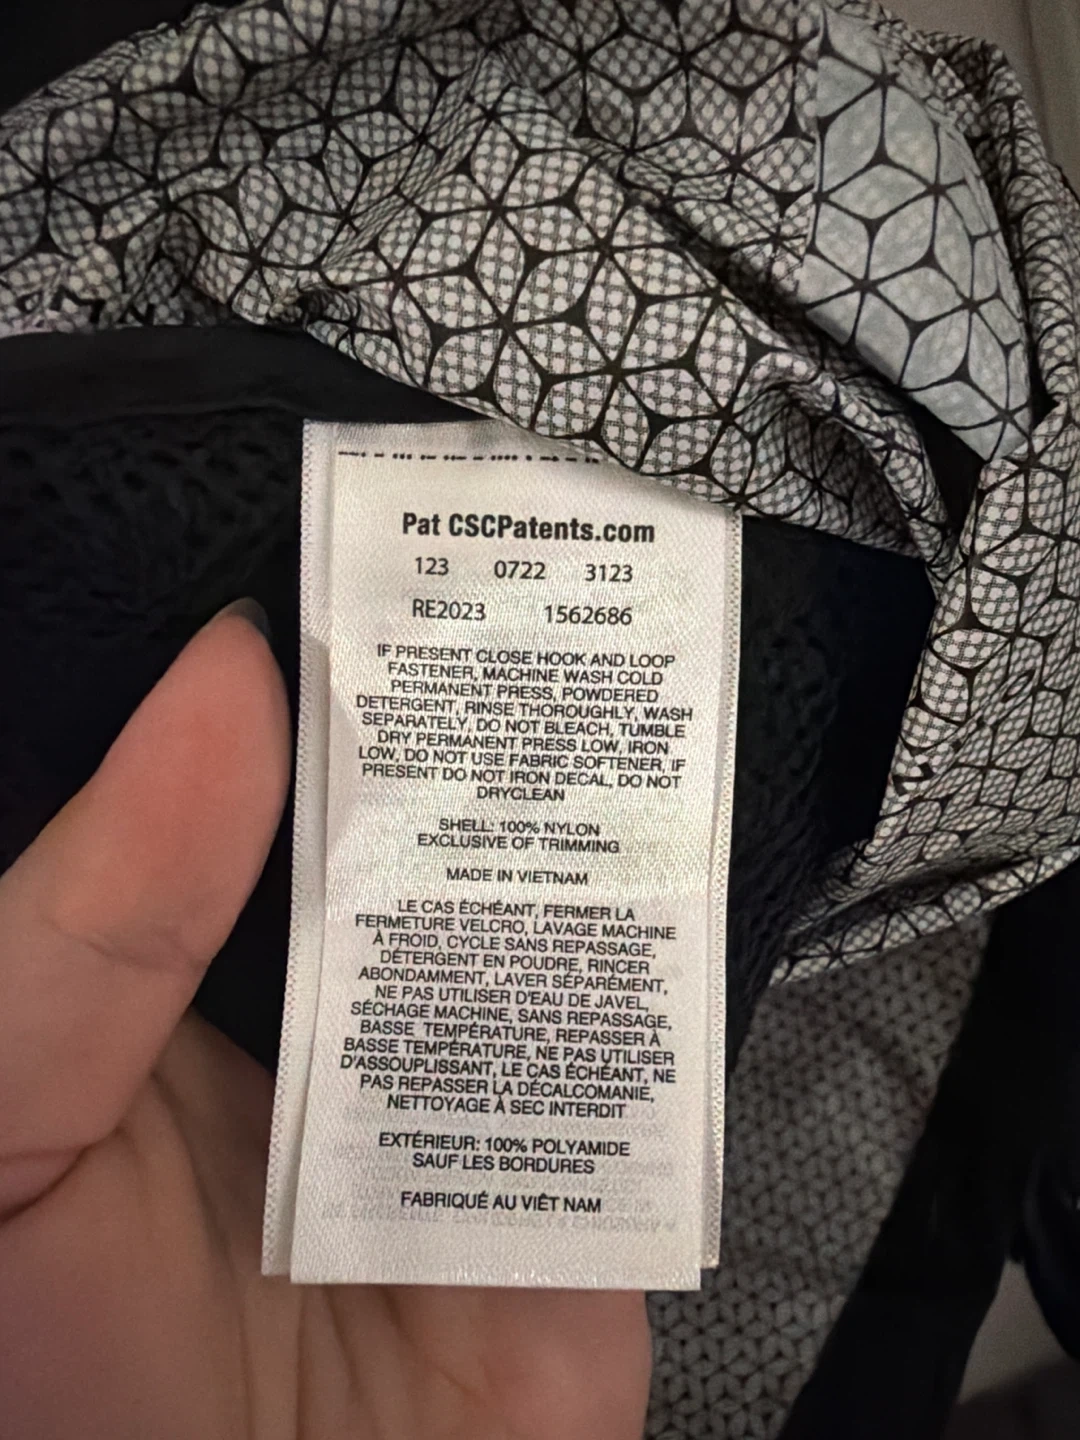 Pat CSCPatents.com
123 0722 3123
RE2023 1562686
IF PRESENT CLOSE HOOK AND LOOP
FASTENER, MACHINE WASH COLD
PERMANENT PRESS, POWDERED
DETERGENT, RINSE THOROUGHLY, WASH
SEPARATELY, DO NOT BLEACH, TUMBLE
DRY PERMANENT PRESS LOW, IRON
LOW, DO NOT USE FABRIC SOFTENER, IF
PRESENT DO NOT IRON DECAL, DO NOT
DRYCLEAN
SHELL: 100% NYLON
EXCLUSIVE OF TRIMMING
MADE IN VIETNAM
LE CAS ÉCHÉANT, FERMER LA
FERMETURE VELCRO, LAVAGE MACHINE
À FROID, CYCLE SANS REPASSAGE,
DÉTERGENT EN POUDRE, RINCER
ABONDAMMENT, LAVER SÉPARÉMENT,
NE PAS UTILISER D'EAU DE JAVEL,
SÉCHAGE MACHINE, SANS REPASSAGE,
BASSE TEMPÉRATURE, REPASSER À
BASSE TEMPÉRATURE, NE PAS UTILISER
D'ASSOUPLISSANT, LE CAS ÉCHÉANT, NE
PAS REPASSER LA DÉCALCOMANIE,
NETTOYAGE À SEC INTERDIT
EXTÉRIEUR: 100% POLYAMIDE
SAUF LES BORDURES
FABRIQUÉ AU VIÊT NAM